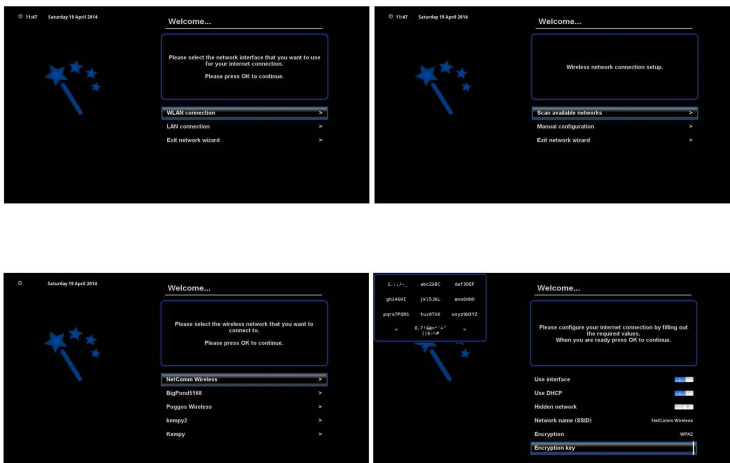 11:47 Saturday 19 April 2014
Welcome...
Please select the network interface that you want to use
for your internet connection.
Please press OK to continue.
WLAN connection >
LAN connection >
Exit network wizard >
11:47 Saturday 19 April 2014
Welcome...
Wireless network connection setup.
Scan available networks >
Manual configuration >
Exit network wizard >
Saturday 19 April 2014
Welcome...
Please select the wireless network that you want to
connect to.
Please press OK to continue.
NetComm Wireless >
BigPond5168 >
Poggos Wireless >
kempy2 >
Kempy >
abc2ABC def3DEF
ghi4GHI jkl5JKL mno6MNO
pqrs7PQRS tuv8TUV wxyz9WXYZ
< >
Welcome...
Please configure your internet connection by filling out
the required values.
When you are ready press OK to continue.
Use interface
Use DHCP
Hidden network
Network name (SSID) NetComm Wireless
Encryption WPA2
Encryption key